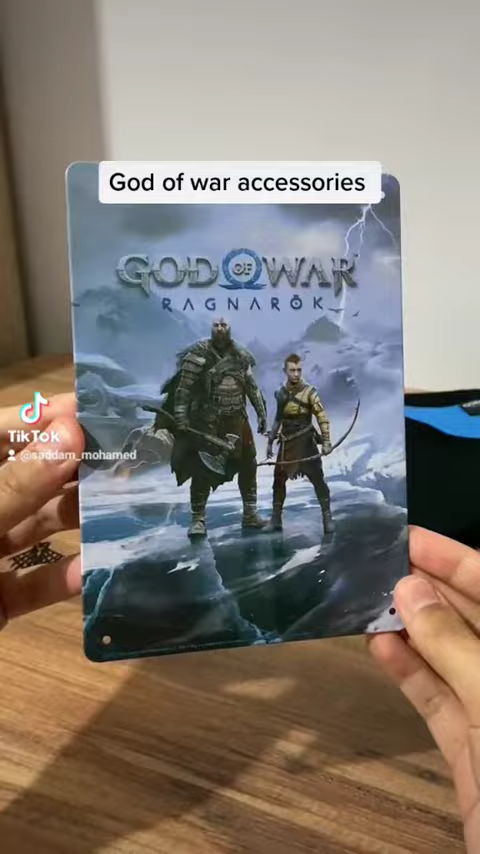 God of war accessories
GOD OF WAR
RAGNARÖK
TikTok
@saddam_mohamed